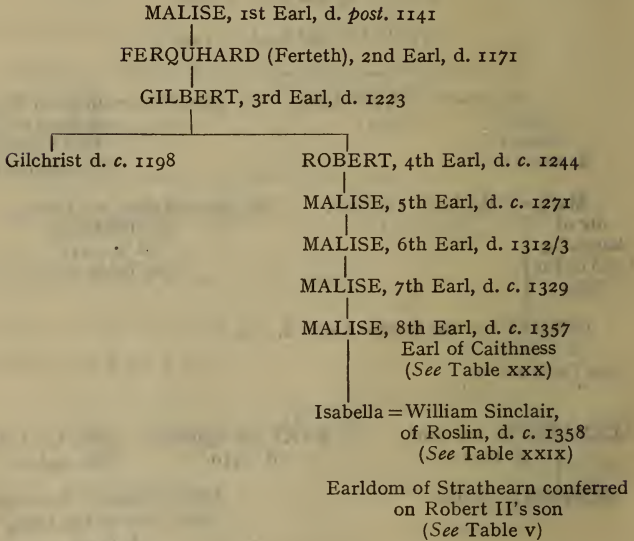 MALISE, 1st Earl, d. post. 1141
FERQUHARD (Ferteth), 2nd Earl, d. 1171
GILBERT, 3rd Earl, d. 1223
Gilchrist d. c. 1198
ROBERT, 4th Earl, d. c. 1244
MALISE, 5th Earl, d. c. 1271
MALISE, 6th Earl, d. 1312/3
MALISE, 7th Earl, d. c. 1329
MALISE, 8th Earl, d. c. 1357
Earl of Caithness
(See Table xxx)
Isabella = William Sinclair,
of Roslin, d. c. 1358
(See Table xxix)
Earldom of Strathearn conferred
on Robert II's son
(See Table v)